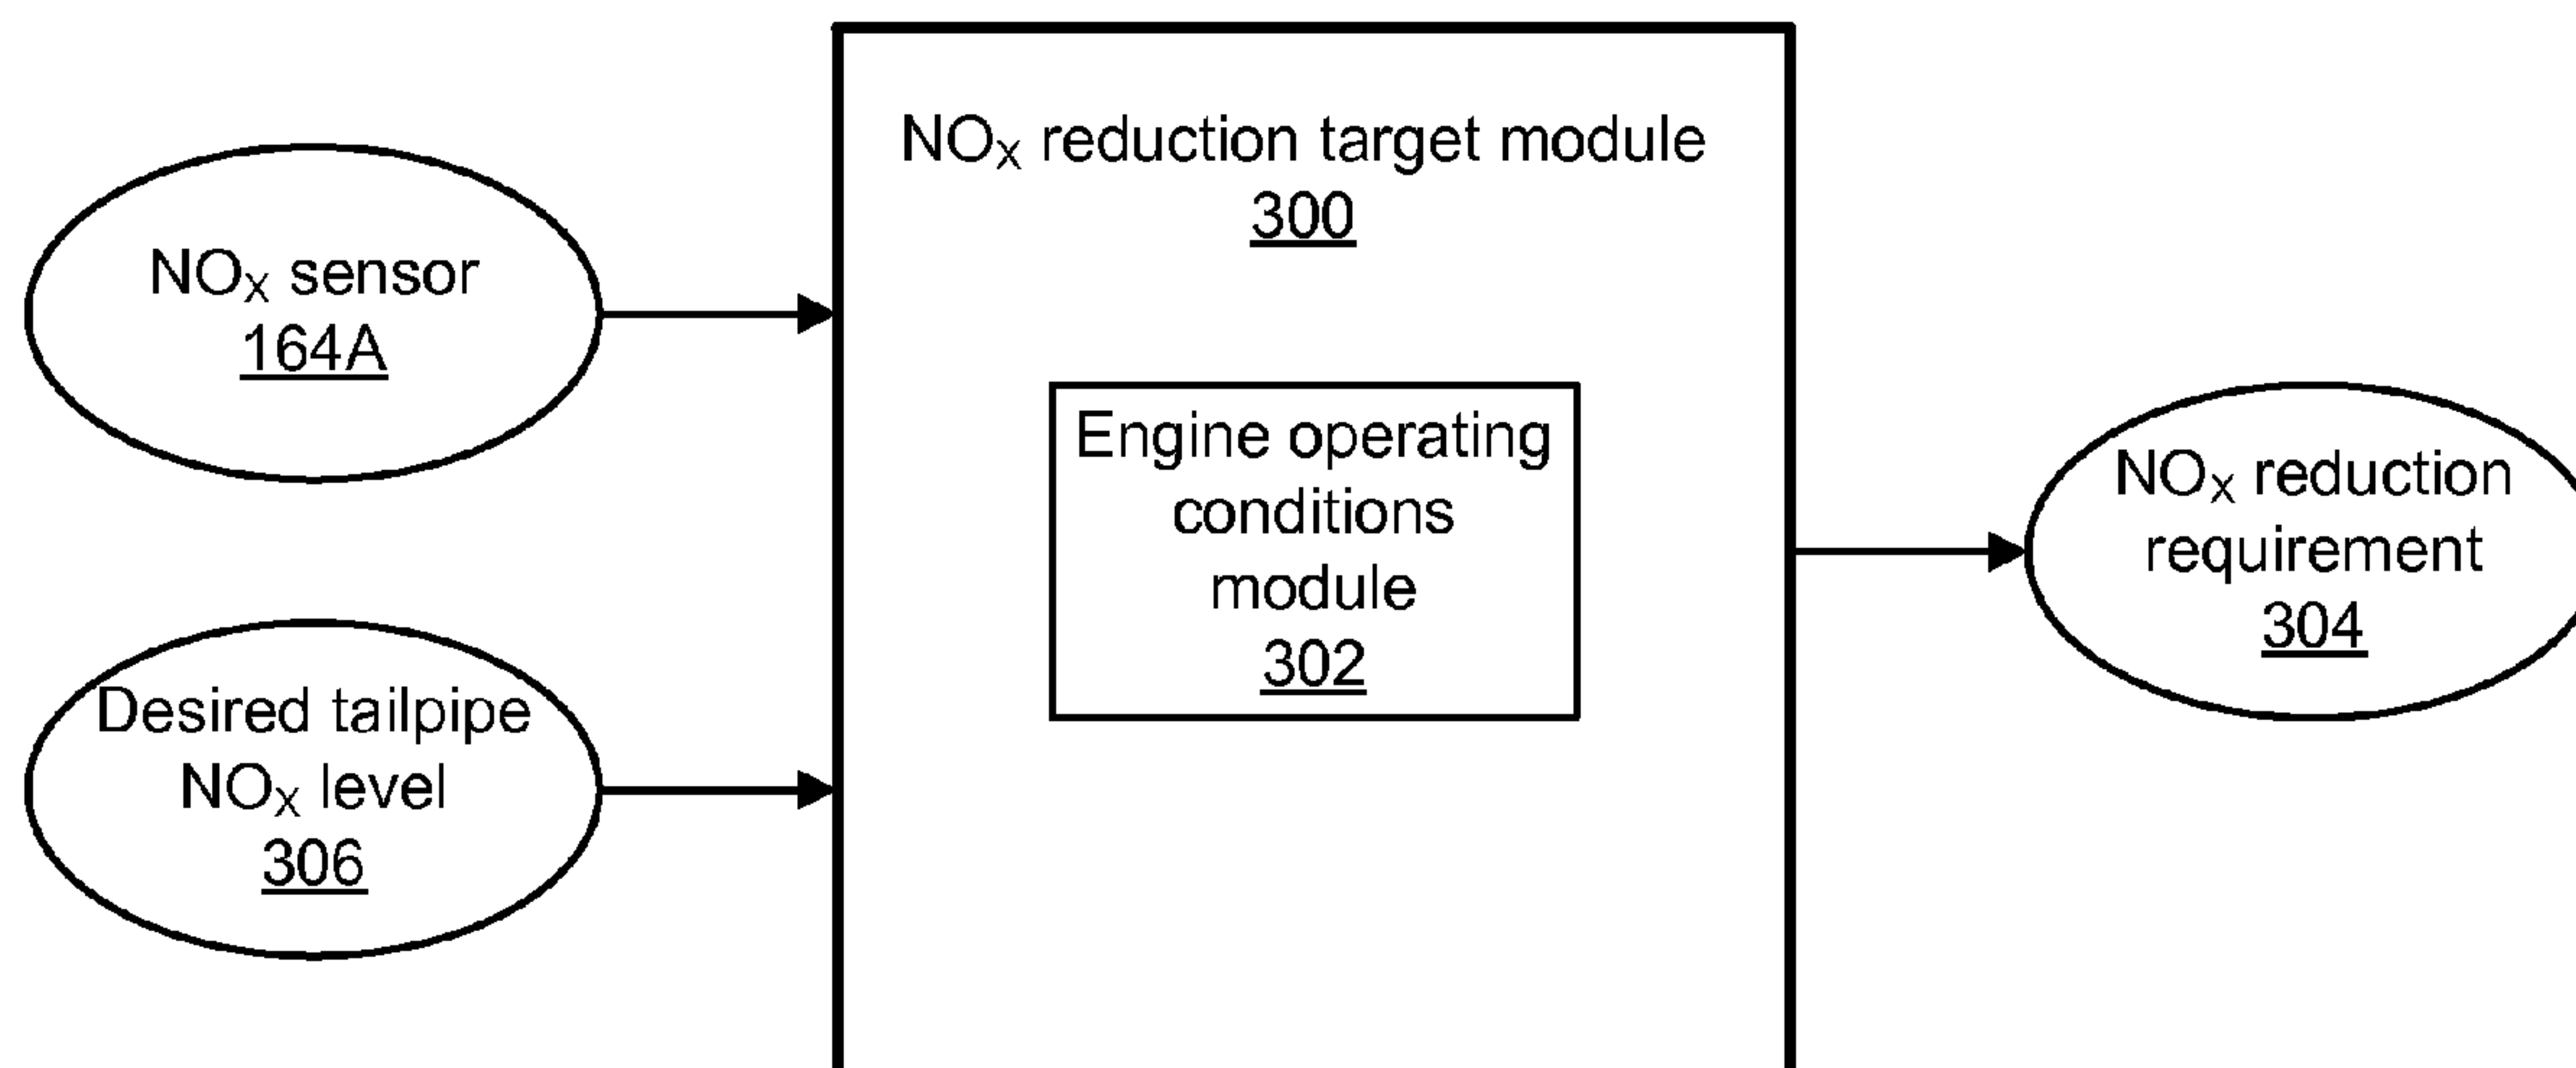 NOX reduction target module
300
NOX sensor
164A
Engine operating
conditions
module
302
NOX reduction
requirement
304
Desired tailpipe
NOX level
306